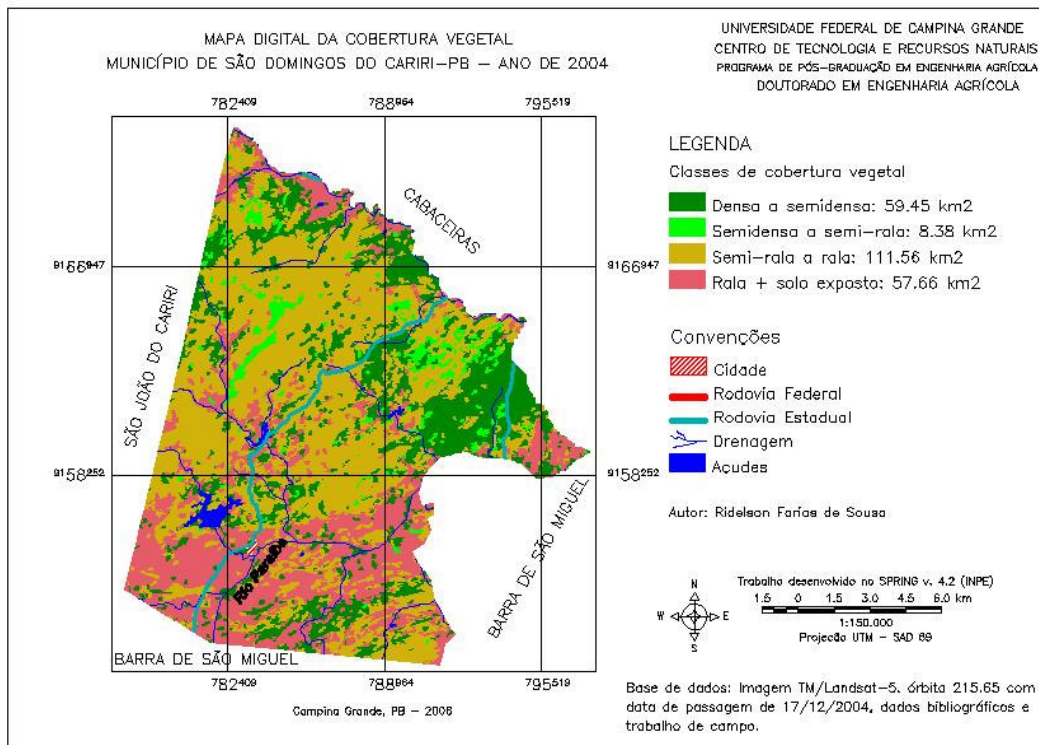 MAPA DIGITAL DA COBERTURA VEGETAL
MUNICÍPIO DE SÃO DOMINGOS DO CARIRI-PB – ANO DE 2004
UNIVERSIDADE FEDERAL DE CAMPINA GRANDE
CENTRO DE TECNOLOGIA E RECURSOS NATURAIS
PROGRAMA DE PÓS-GRADUAÇÃO EM ENGENHARIA AGRÍCOLA
DOUTORADO EM ENGENHARIA AGRÍCOLA
782409 788964 795519
CABACEIRAS
9166947 9166947
SÃO JOÃO DO CARIRI
9158252 9158252
BARRA DE SÃO MIGUEL
Rio Paraíba
BARRA DE SÃO MIGUEL
782409 788964 795519
Campina Grande, PB – 2006
LEGENDA
Classes de cobertura vegetal
Densa a semidensa: 59.45 km2
Semidensa a semi-rala: 8.38 km2
Semi-rala a rala: 111.56 km2
Rala + solo exposto: 57.66 km2
Convenções
Cidade
Rodovia Federal
Rodovia Estadual
Drenagem
Açudes
Autor: Ridelson Farias de Sousa
N
W E
S
Trabalho desenvolvido no SPRING v. 4.2 (INPE)
1.5 0 1.5 3.0 4.5 6.0 km
1:150.000
Projeção UTM – SAD 69
Base de dados: Imagem TM/Landsat-5, órbita 215.65 com
data de passagem de 17/12/2004, dados bibliográficos e
trabalho de campo.